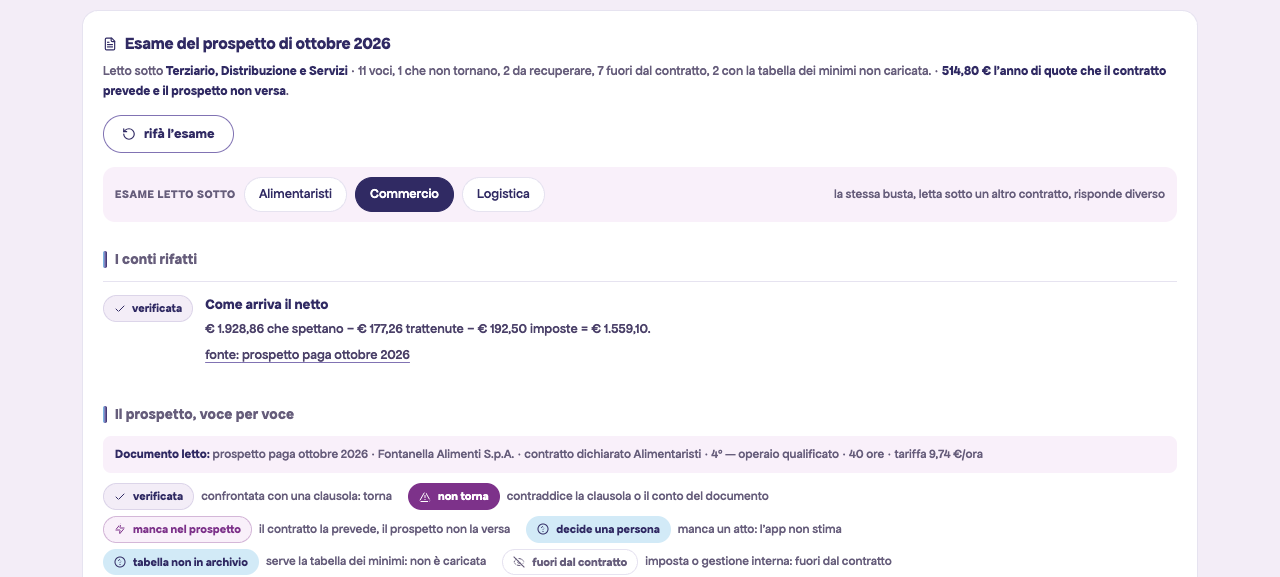 Esame del prospetto di ottobre 2026
Letto sotto Terziario, Distribuzione e Servizi · 11 voci, 1 che non tornano, 2 da recuperare, 7 fuori dal contratto, 2 con la tabella dei minimi non caricata. · 514,80 € l'anno di quote che il contratto
prevede e il prospetto non versa.
rifà l'esame
ESAME LETTO SOTTO Alimentaristi Commercio Logistica la stessa busta, letta sotto un altro contratto, risponde diverso
I conti rifatti
verificata Come arriva il netto
€ 1.928,86 che spettano − € 177,26 trattenute − € 192,50 imposte = € 1.559,10.
fonte: prospetto paga ottobre 2026
Il prospetto, voce per voce
Documento letto: prospetto paga ottobre 2026 · Fontanella Alimenti S.p.A. · contratto dichiarato Alimentaristi · 4° — operaio qualificato · 40 ore · tariffa 9,74 €/ora
verificata confrontata con una clausola: torna non torna contraddice la clausola o il conto del documento
manca nel prospetto il contratto la prevede, il prospetto non la versa decide una persona manca un atto: l'app non stima
tabella non in archivio serve la tabella dei minimi: non è caricata fuori dal contratto imposta o gestione interna: fuori dal contratto